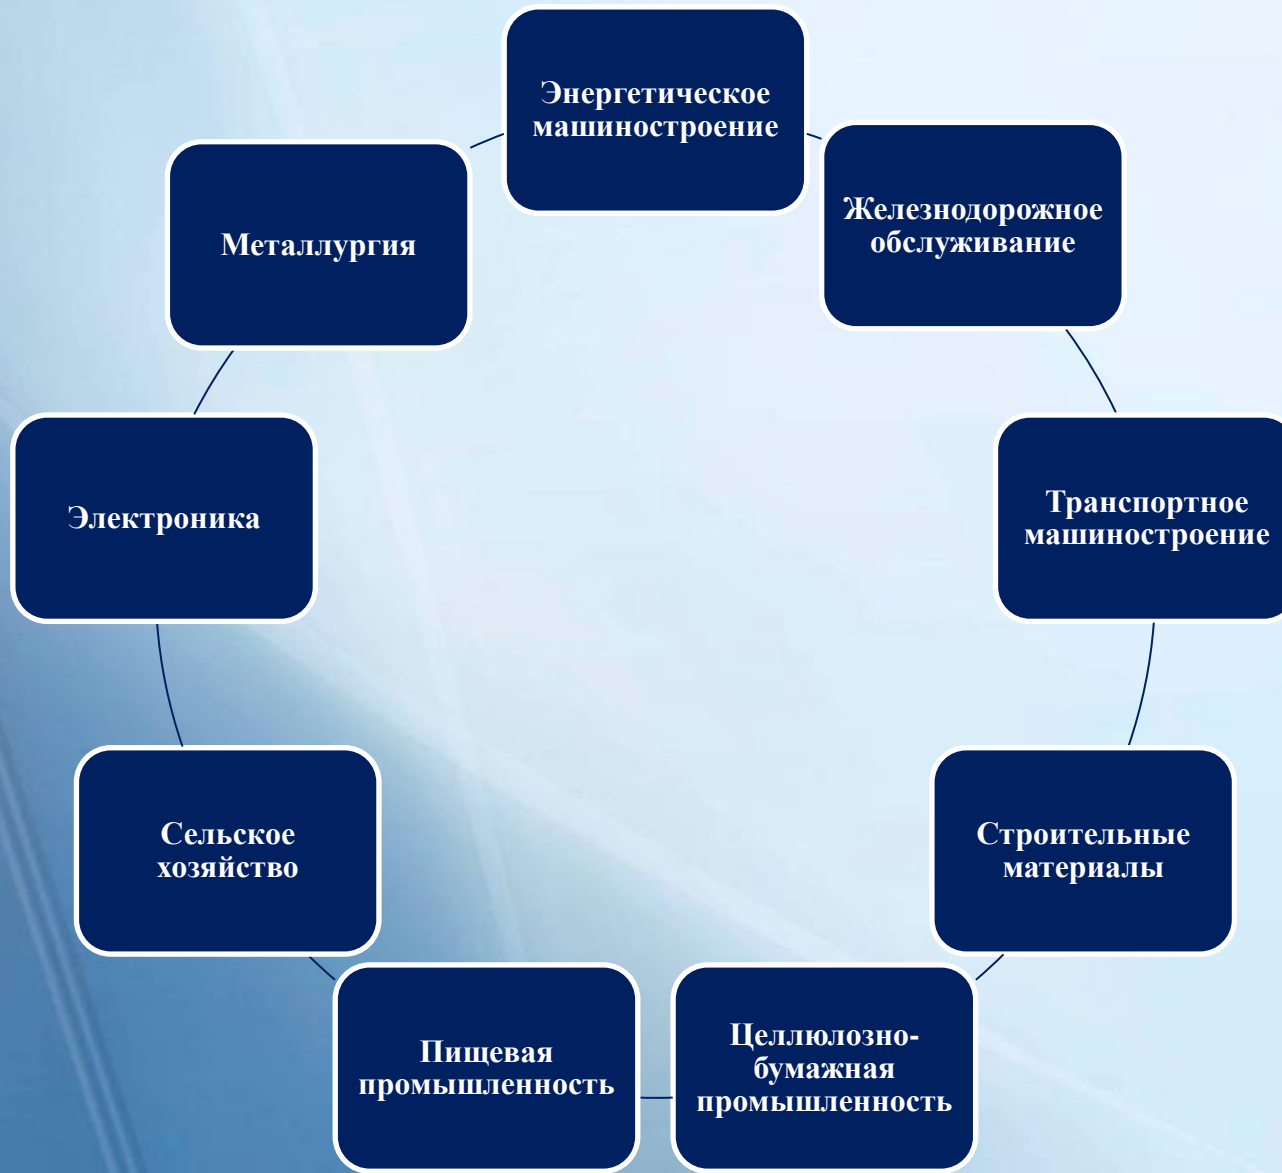 Энергетическое
машиностроение
Железнодорожное
обслуживание
Транспортное
машиностроение
Строительные
материалы
Целлюлозно-
бумажная
промышленность
Пищевая
промышленность
Сельское
хозяйство
Электроника
Металлургия